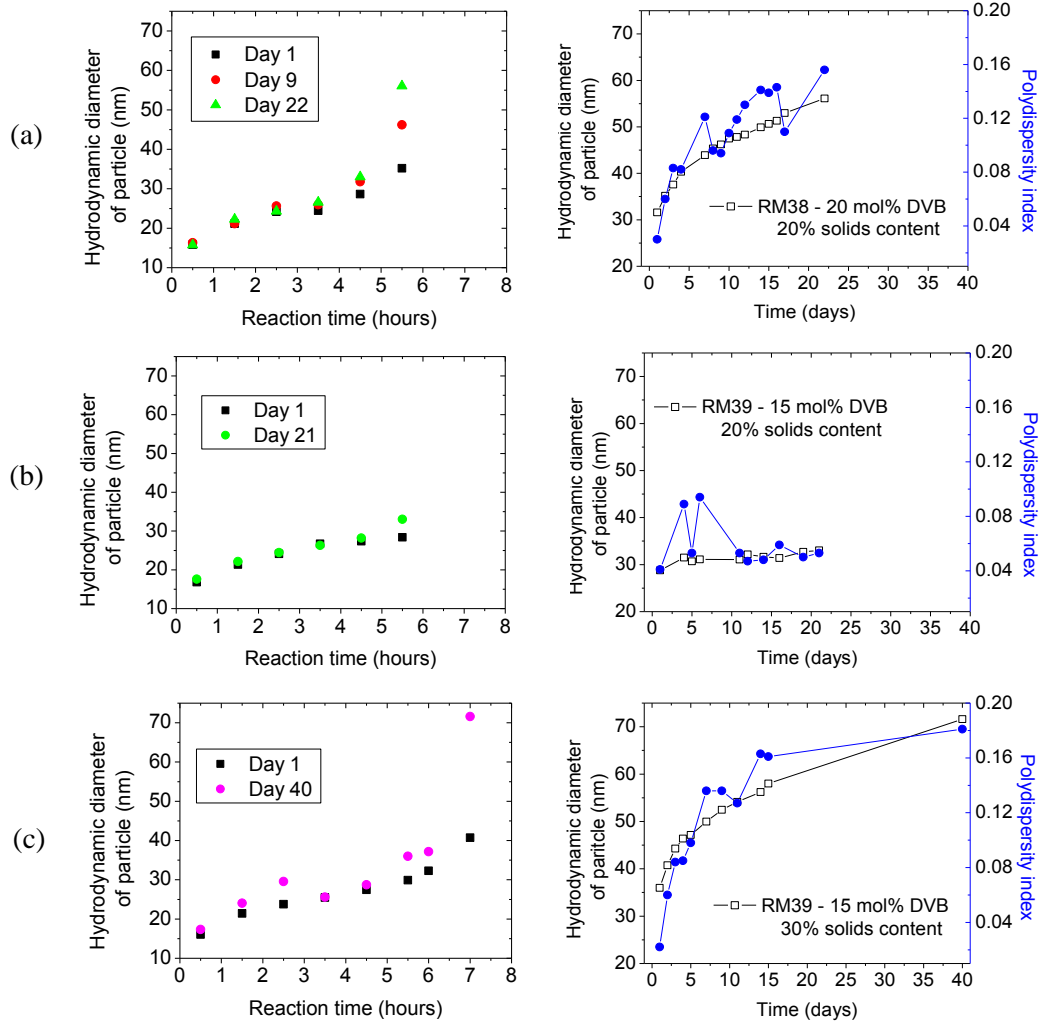 (a)
Hydrodynamic diameter
of particle (nm)
70
60
50
40
30
20
10
Day 1
Day 9
Day 22
0 1 2 3 4 5 6 7 8
Reaction time (hours)
Hydrodynamic diameter
of particle (nm)
70
60
50
40
30
20
RM38 - 20 mol% DVB
20% solids content
0 5 10 15 20 25 30 35 40
Time (days)
0.20
0.16
0.12
0.08
0.04
Polydispersity index
(b)
Hydrodynamic diameter
of particle (nm)
70
60
50
40
30
20
10
Day 1
Day 21
0 1 2 3 4 5 6 7 8
Reaction time (hours)
Hydrodynamic diameter
of particle (nm)
70
60
50
40
30
20
RM39 - 15 mol% DVB
20% solids content
0 5 10 15 20 25 30 35 40
Time (days)
0.20
0.16
0.12
0.08
0.04
Polydispersity index
(c)
Hydrodynamic diameter
of particle (nm)
70
60
50
40
30
20
10
Day 1
Day 40
0 1 2 3 4 5 6 7 8
Reaction time (hours)
Hydrodynamic diameter
of paritcle (nm)
70
60
50
40
30
20
RM39 - 15 mol% DVB
30% solids content
0 5 10 15 20 25 30 35 40
Time (days)
0.20
0.16
0.12
0.08
0.04
Polydispersity index